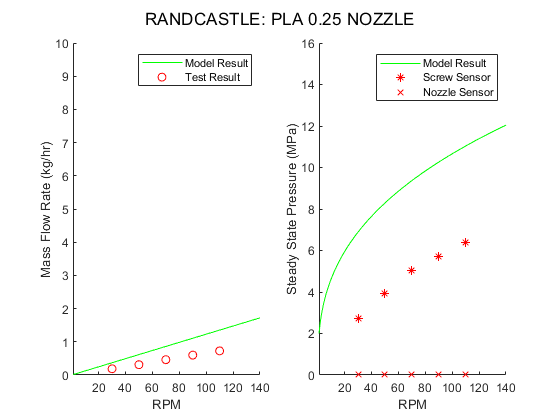 RANDCASTLE: PLA 0.25 NOZZLE
10
9
8
7
6
5
4
3
2
1
0
Mass Flow Rate (kg/hr)
Model Result
Test Result
20 40 60 80 100 120 140
RPM
16
14
12
10
8
6
4
2
0
Steady State Pressure (MPa)
Model Result
Screw Sensor
Nozzle Sensor
20 40 60 80 100 120 140
RPM